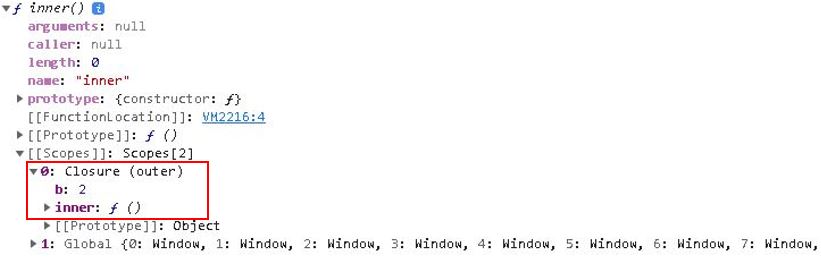 ▼ƒ inner() i
arguments: null
caller: null
length: 0
name: "inner"
▶ prototype: {constructor: ƒ}
[[FunctionLocation]]: VM2216:4
▶ [[Prototype]]: ƒ ()
▼ [[Scopes]]: Scopes[2]
▼ 0: Closure (outer)
b: 2
▶ inner: ƒ ()
▶ [[Prototype]]: Object
▶ 1: Global {0: Window, 1: Window, 2: Window, 3: Window, 4: Window, 5: Window, 6: Window, 7: Window,